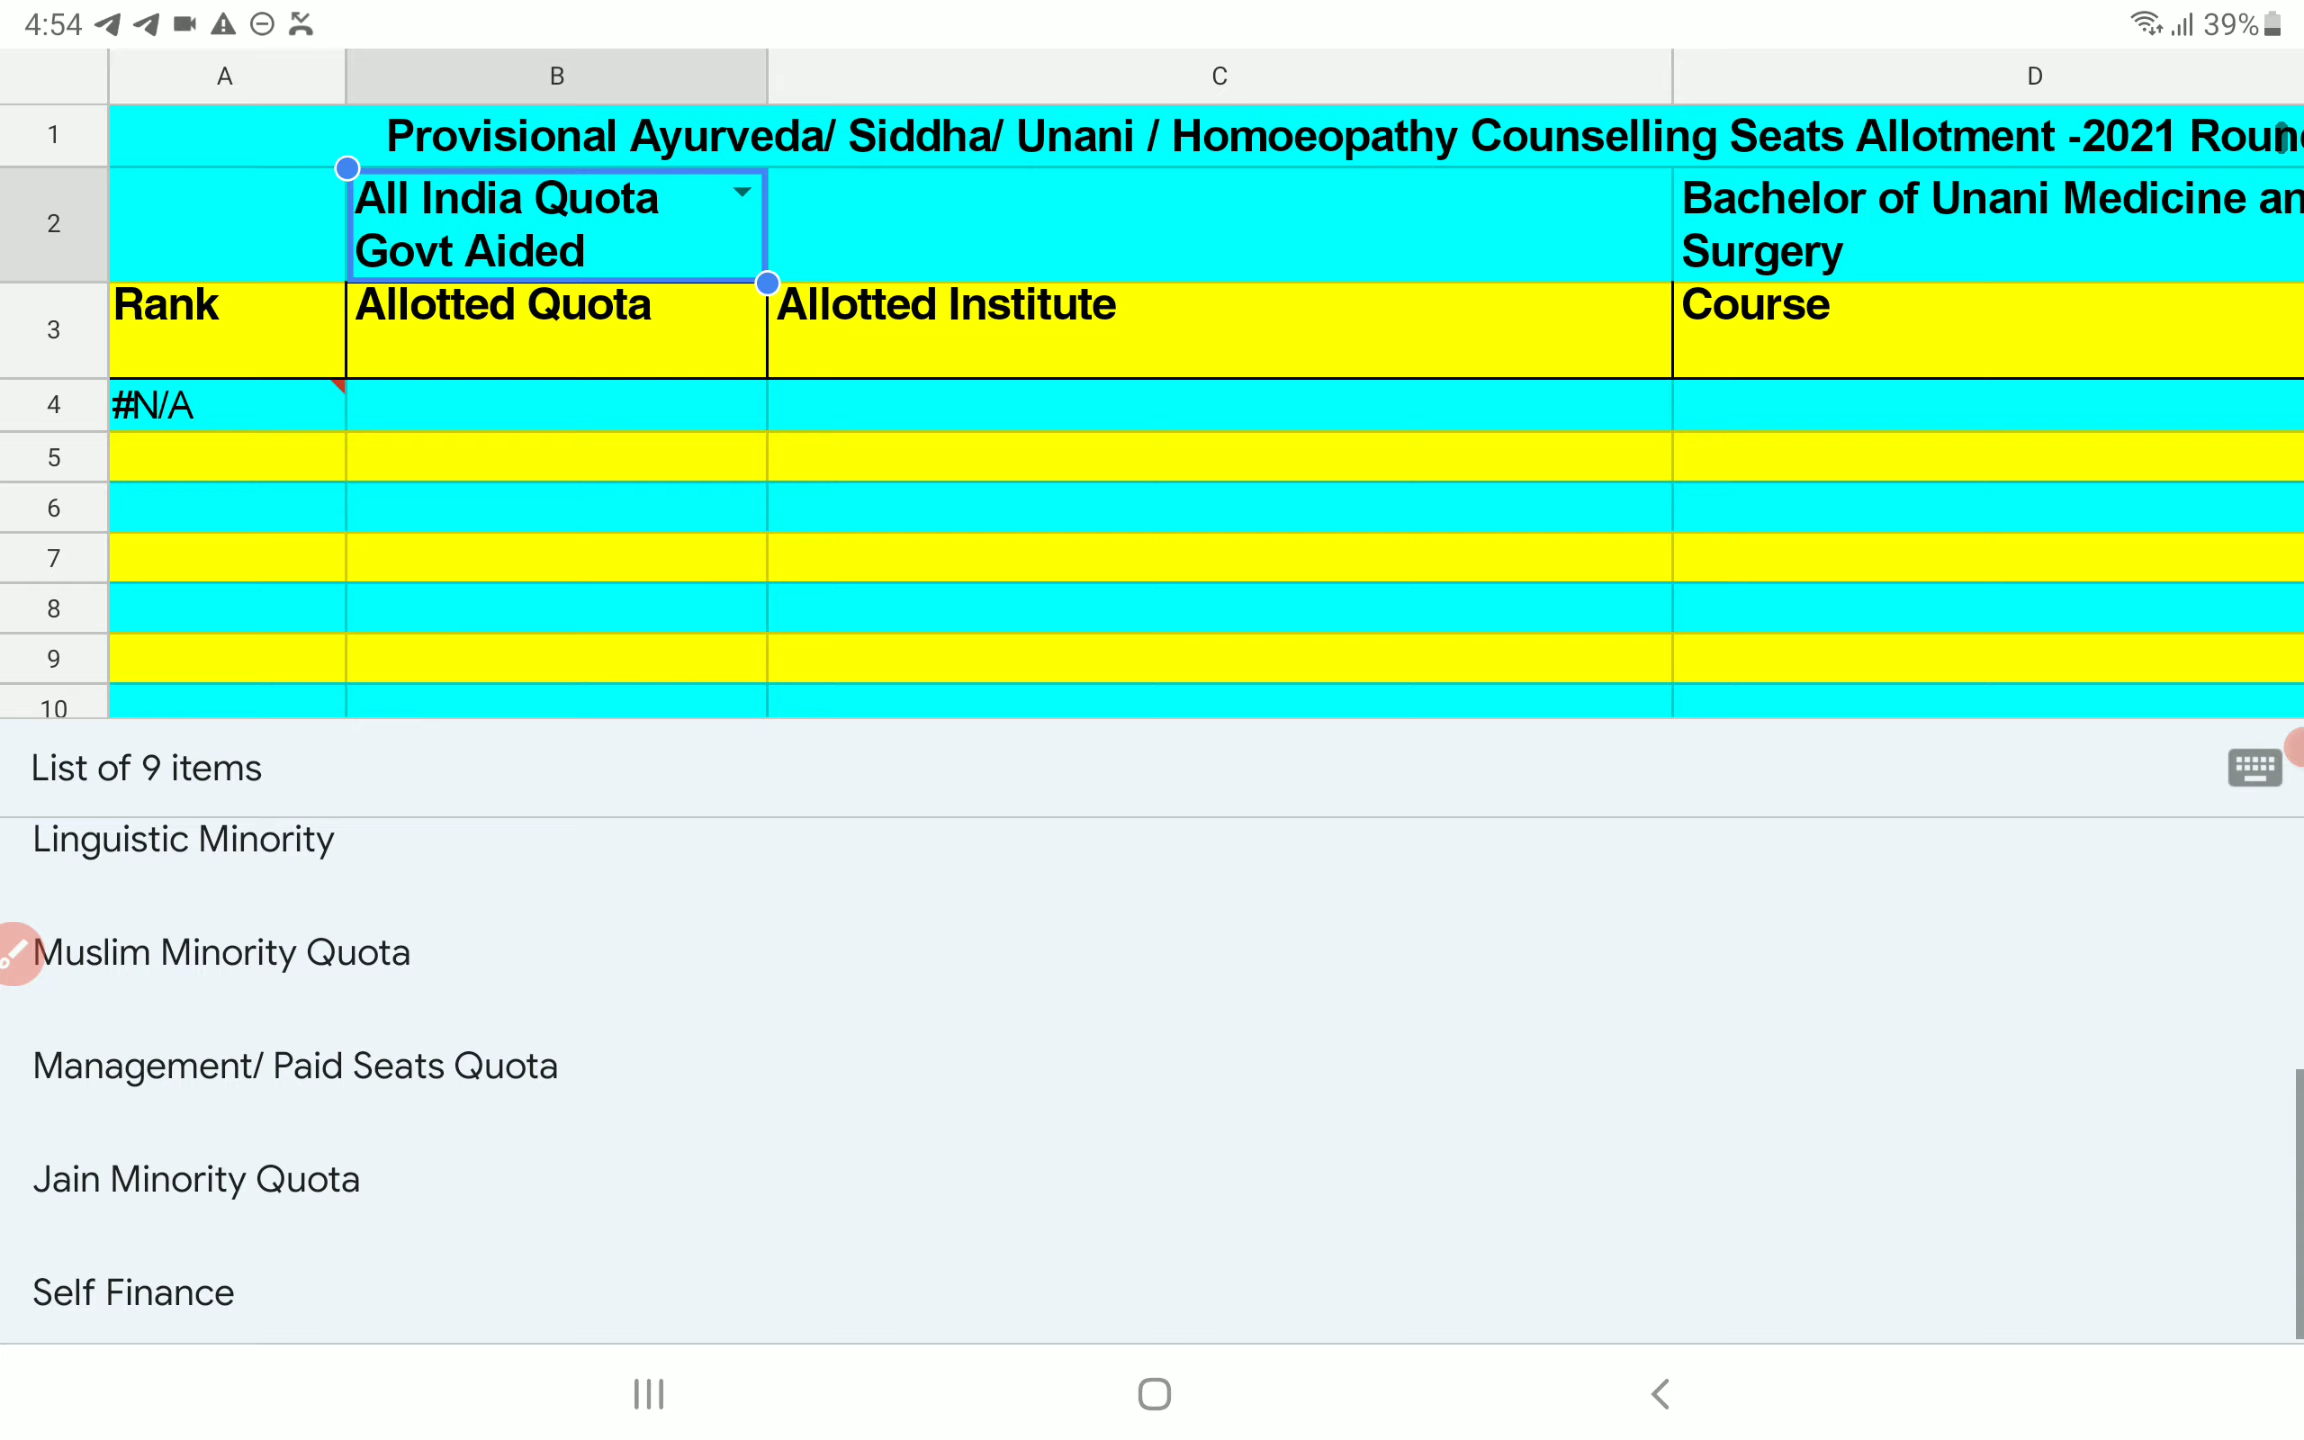 4:54
39%
A B C D
1 Provisional Ayurveda/ Siddha/ Unani / Homoeopathy Counselling Seats Allotment -2021
2 All India Quota Bachelor of Unani Medicine
Govt Aided Surgery
3 Rank Allotted Quota Allotted Institute Course
4 #N/A
5
6
7
8
9
10
List of 9 items
Linguistic Minority
Muslim Minority Quota
Management/ Paid Seats Quota
Jain Minority Quota
Self Finance